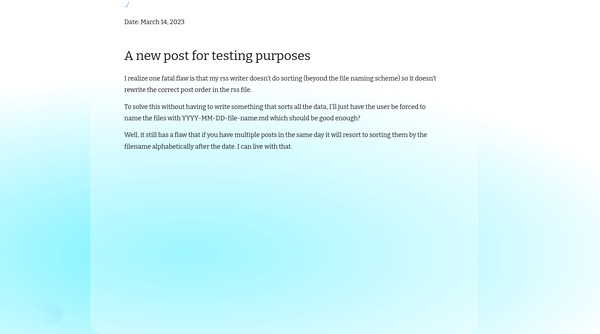 ../
Date: March 14, 2023
A new post for testing purposes
I realize one fatal flaw is that my rss writer doesn't do sorting (beyond the file naming scheme) so it doesn't
rewrite the correct post order in the rss file.
To solve this without having to write something that sorts all the data, I'll just have the user be forced to
name the files with YYYY-MM-DD-file-name.md which should be good enough?
Well, it still has a flaw that if you have multiple posts in the same day it will resort to sorting them by the
filename alphabetically after the date. I can live with that.